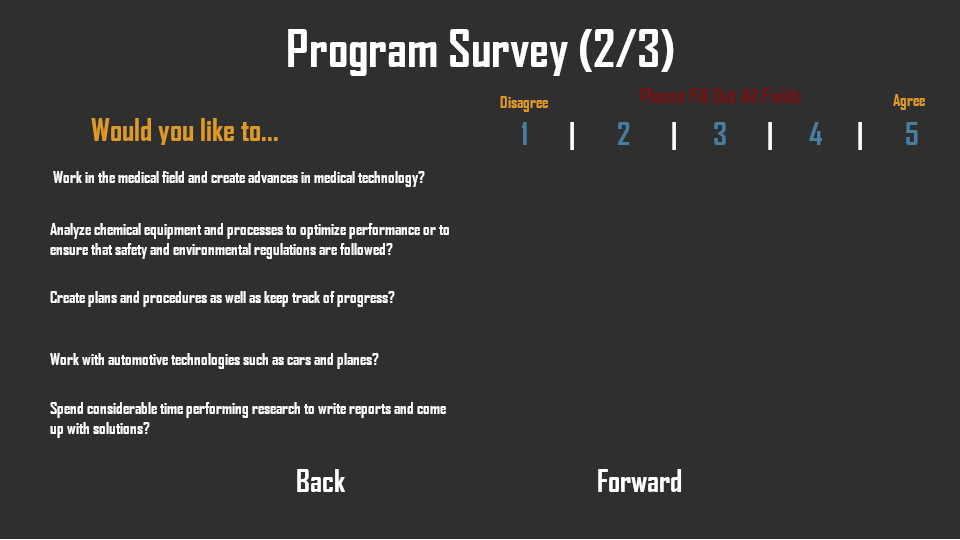 Program Survey (2/3)
Please Fill Out All Fields
Disagree
Agree
Would you like to...
1 | 2 | 3 | 4 | 5
Work in the medical field and create advances in medical technology?
Analyze chemical equipment and processes to optimize performance or to
ensure that safety and environmental regulations are followed?
Create plans and procedures as well as keep track of progress?
Work with automotive technologies such as cars and planes?
Spend considerable time performing research to write reports and come
up with solutions?
Back
Forward